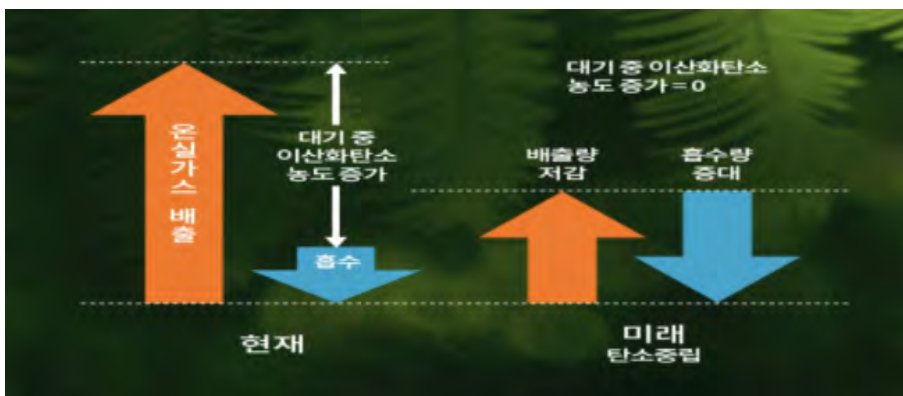 온실가스 배출
대기 중
이산화탄소
농도 증가
흡수
현재
대기 중 이산화탄소
농도 증가 = 0
배출량
저감
흡수량
증대
미래
탄소중립